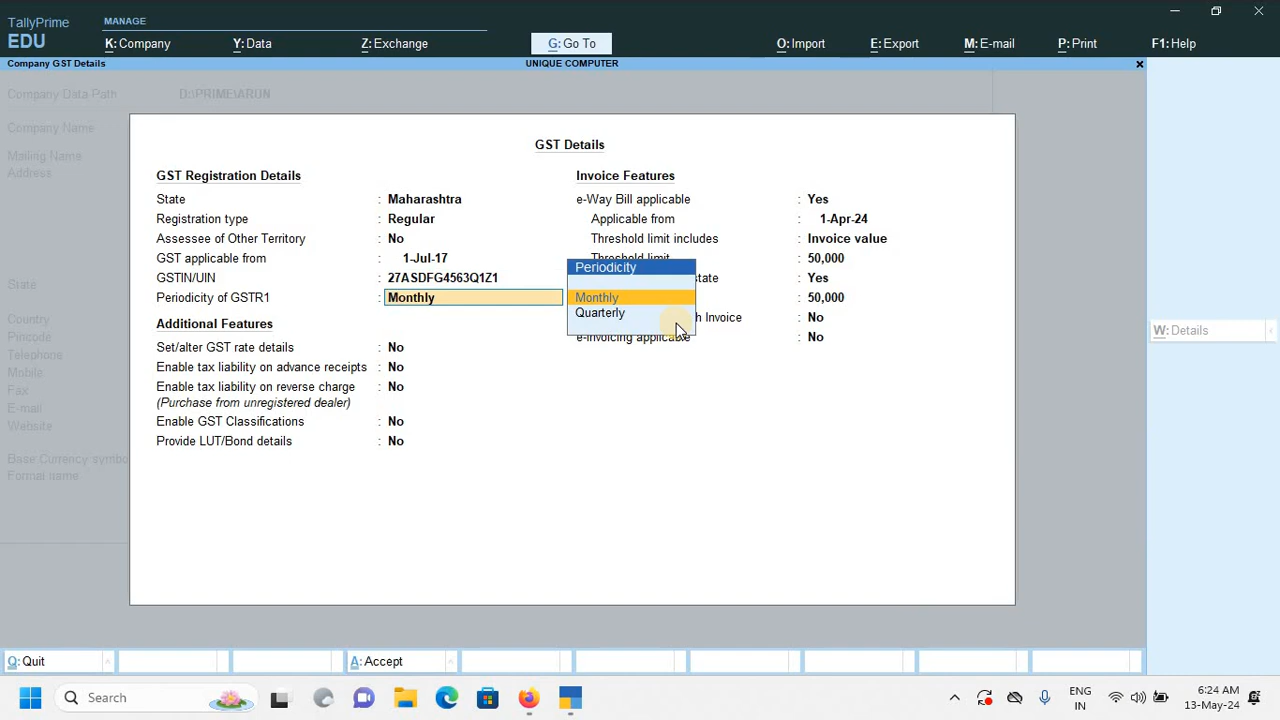 TallyPrime
EDU
MANAGE
K: Company
Y: Data
Z: Exchange
G: Go To
O: Import
E: Export
M: E-mail
P: Print
F1: Help
Company GST Details
UNIQUE COMPUTER
Company Data Path
D:\PRIME\ARUN
Company Name
Mailing Name
Address
State
Country
Pincode
Telephone
Mobile
Fax
E-mail
Website
Base Currency symbo
Formal name
GST Details
GST Registration Details
State : Maharashtra
Registration type : Regular
Assessee of Other Territory : No
GST applicable from : 1-Jul-17
GSTIN/UIN : 27ASDFG4563Q1Z1
Periodicity of GSTR1 : Monthly
Additional Features
Set/alter GST rate details : No
Enable tax liability on advance receipts : No
Enable tax liability on reverse charge : No
(Purchase from unregistered dealer)
Enable GST Classifications : No
Provide LUT/Bond details : No
Invoice Features
e-Way Bill applicable : Yes
Applicable from : 1-Apr-24
Threshold limit includes : Invoice value
Threshold limit : 50,000
state : Yes
: 50,000
h Invoice : No
e-Invoicing applicable : No
Periodicity
Monthly
Quarterly
W: Details
Q: Quit
A: Accept
Search
ENG
IN
6:24 AM
13-May-24